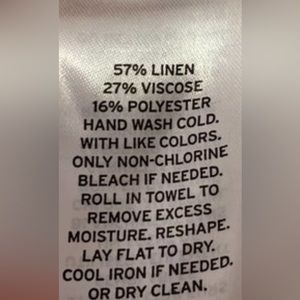 57% LINEN
27% VISCOSE
16% POLYESTER
HAND WASH COLD.
WITH LIKE COLORS.
ONLY NON-CHLORINE
BLEACH IF NEEDED.
ROLL IN TOWEL TO
REMOVE EXCESS
MOISTURE. RESHAPE.
LAY FLAT TO DRY.
COOL IRON IF NEEDED.
OR DRY CLEAN.